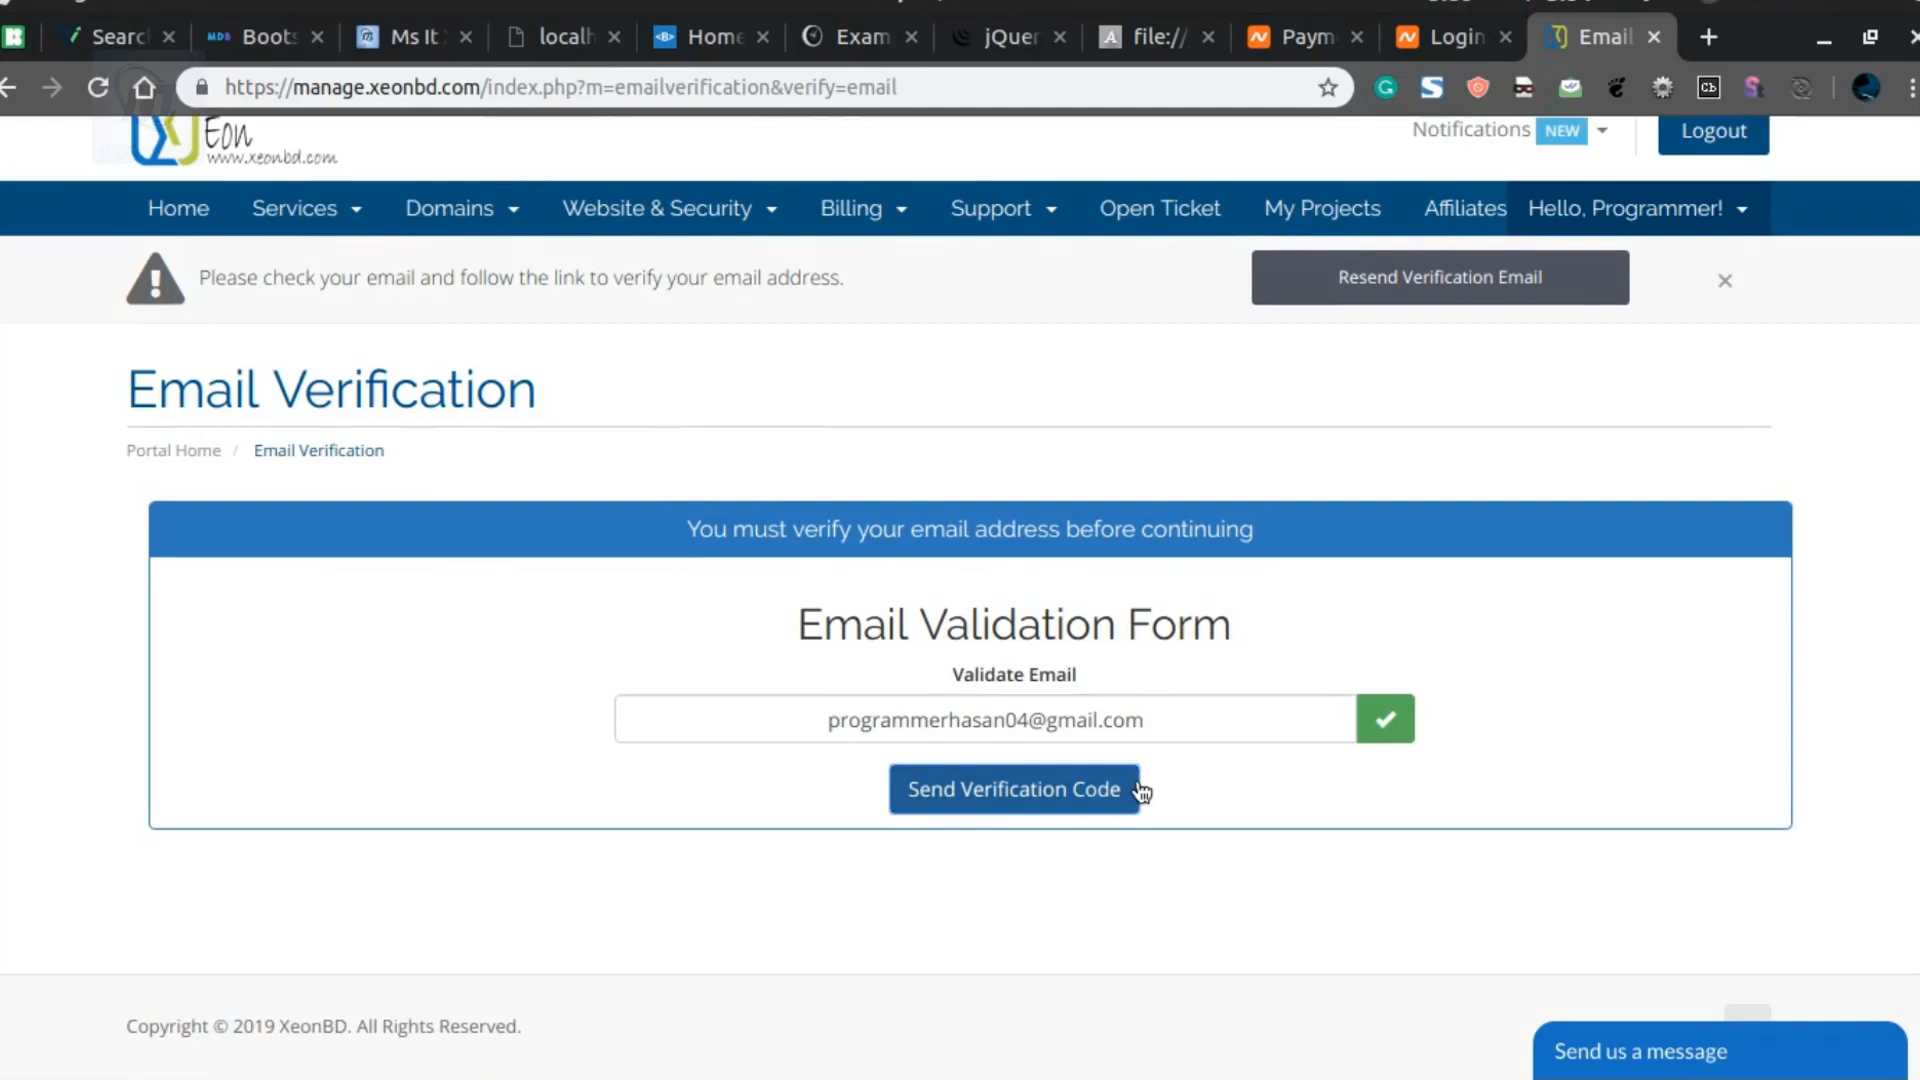 Searc
MDB Boots
Ms It
localh
Home
Exam
jQuer
file://
Paym
Login
Email
https://manage.xeonbd.com/index.php?m=emailverification&verify=email
Eon
www.xeonbd.com
Notifications NEW
Logout
Home Services Domains Website & Security Billing Support Open Ticket My Projects Affiliates Hello, Programmer!
Please check your email and follow the link to verify your email address.
Resend Verification Email
Email Verification
Portal Home / Email Verification
You must verify your email address before continuing
Email Validation Form
Validate Email
programmerhasan04@gmail.com
Send Verification Code
Copyright © 2019 XeonBD. All Rights Reserved.
Send us a message